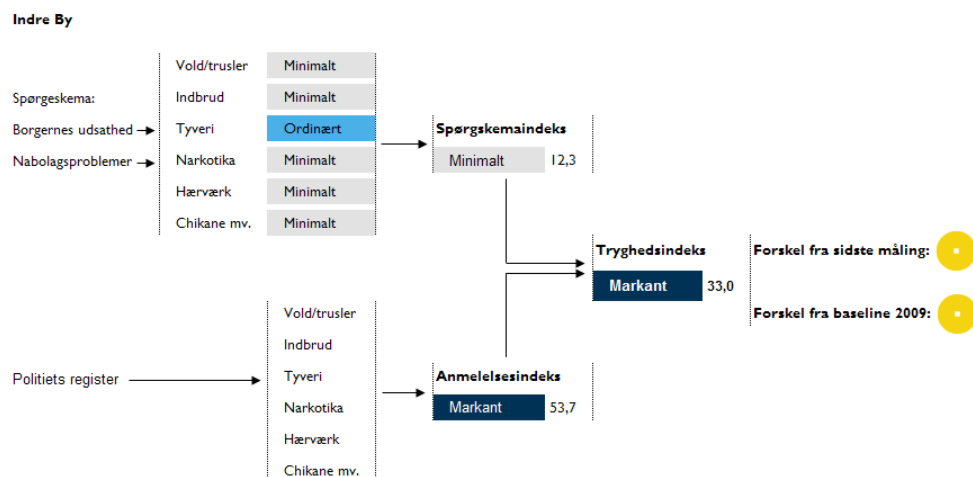 Indre By
Vold/trusler Minimalt
Spørgeskema: Indbrud Minimalt
Borgernes udsathed Tyveri Ordinært Spørgskemaindeks
Nabolagsproblemer Narkotika Minimalt Minimalt 12,3
Hærværk Minimalt
Chikane mv. Minimalt
Tryghedsindeks Forskel fra sidste måling:
Markant 33,0
Vold/trusler Forskel fra baseline 2009:
Indbrud
Politiets register Tyveri Anmelelsesindeks
Narkotika Markant 53,7
Hærværk
Chikane mv.